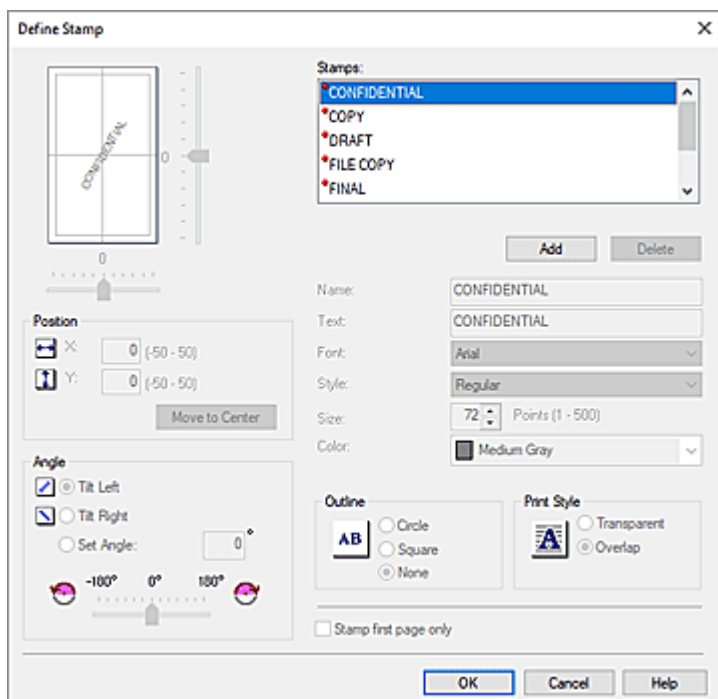 Define Stamp
CONFIDENTIAL
0
0
Stamps:
CONFIDENTIAL
COPY
DRAFT
FILE COPY
FINAL
Add
Delete
Name:
CONFIDENTIAL
Text:
CONFIDENTIAL
Font:
Arial
Style:
Regular
Size:
72
Points (1 - 500)
Color:
Medium Gray
Position
X:
0
(-50 - 50)
Y:
0
(-50 - 50)
Move to Center
Angle
Tilt Left
Tilt Right
Set Angle:
0
°
-180°
0°
180°
Outline
AB
Circle
Square
None
Print Style
A
Transparent
Overlap
Stamp first page only
OK
Cancel
Help